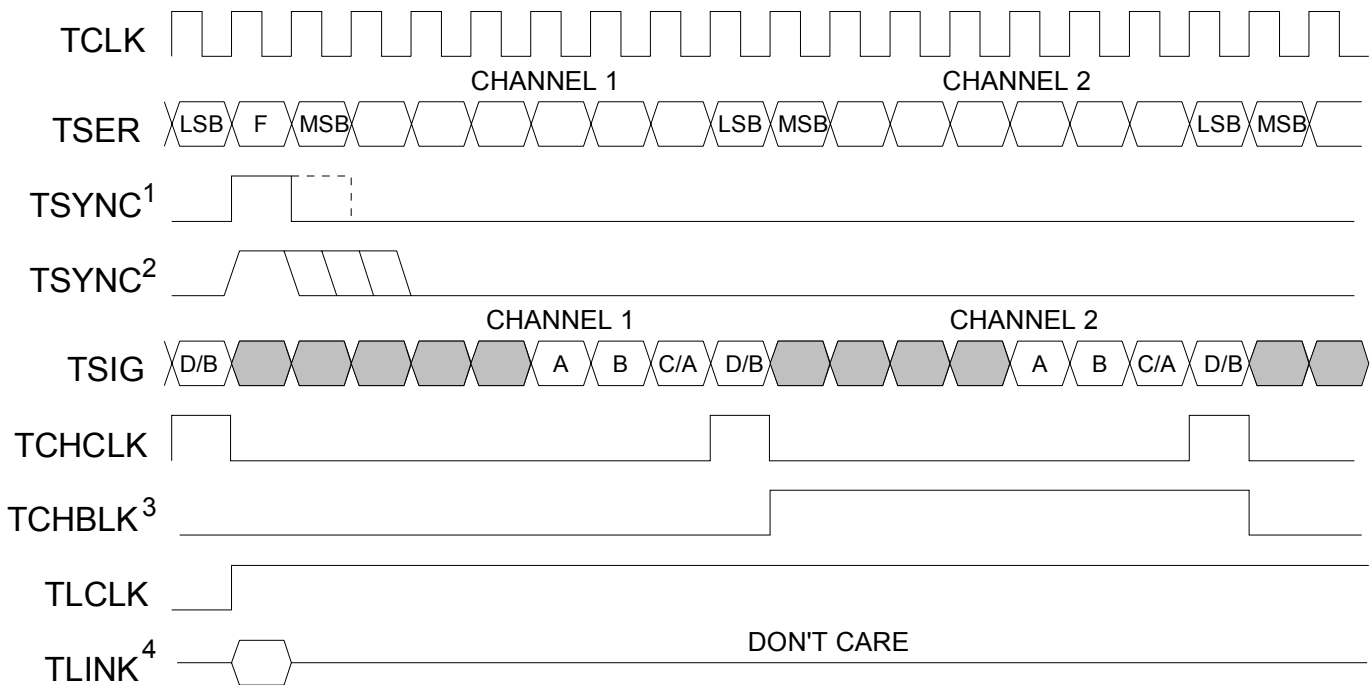 TCLK
CHANNEL 1 CHANNEL 2
TSER LSB F MSB LSB MSB LSB MSB
TSYNC1
TSYNC2
CHANNEL 1 CHANNEL 2
TSIG D/B A B C/A D/B A B C/A D/B
TCHCLK
TCHBLK3
TLCLK
DON'T CARE
TLINK4